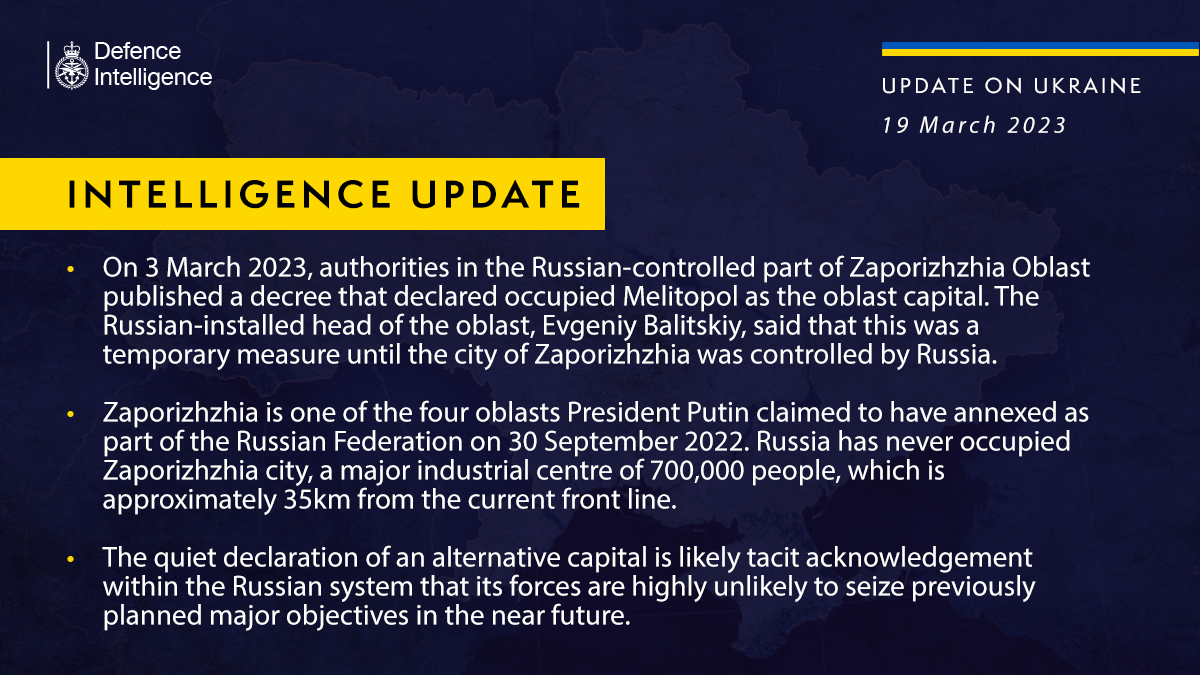 Defence
Intelligence
UPDATE ON UKRAINE
19 March 2023
INTELLIGENCE UPDATE
• On 3 March 2023, authorities in the Russian-controlled part of Zaporizhzhia Oblast
published a decree that declared occupied Melitopol as the oblast capital. The
Russian-installed head of the oblast, Evgeniy Balitskiy, said that this was a
temporary measure until the city of Zaporizhzhia was controlled by Russia.
• Zaporizhzhia is one of the four oblasts President Putin claimed to have annexed as
part of the Russian Federation on 30 September 2022. Russia has never occupied
Zaporizhzhia city, a major industrial centre of 700,000 people, which is
approximately 35km from the current front line.
• The quiet declaration of an alternative capital is likely tacit acknowledgement
within the Russian system that its forces are highly unlikely to seize previously
planned major objectives in the near future.